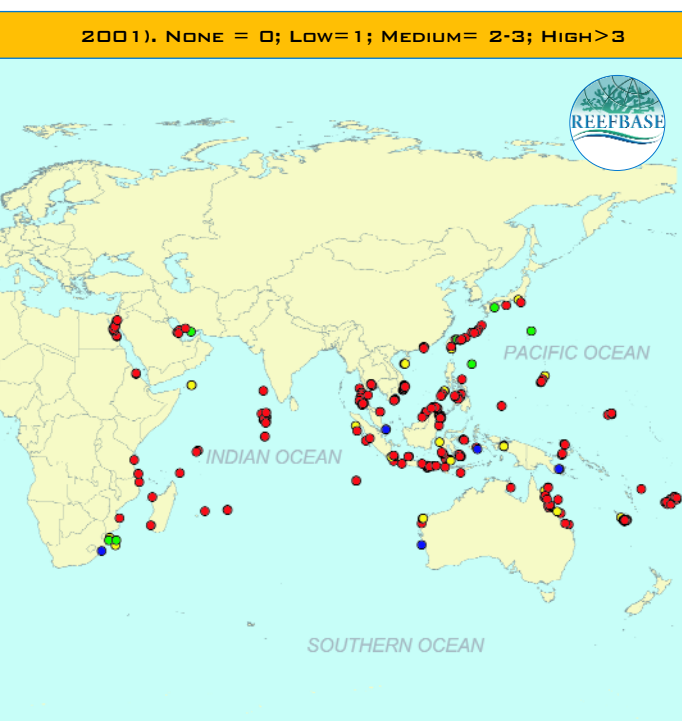 2001). None = 0; Low=1; Medium= 2-3; High>3
REEFBASE
PACIFIC OCEAN
INDIAN OCEAN
SOUTHERN OCEAN